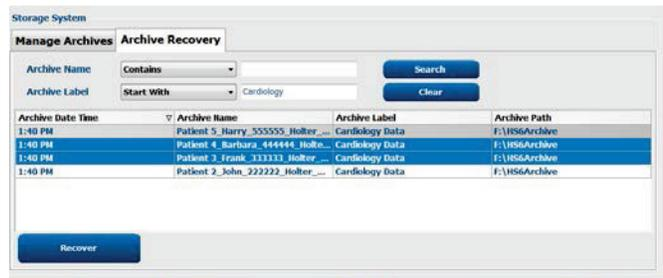 Storage System
Manage Archives Archive Recovery
Archive Name Contains Search
Archive Label Start With Cardiology Clear
Archive Date Time Archive Name Archive Label Archive Path
1:40 PM Patient 5_Harry_555555_Holter_... Cardiology Data F:\HS6Archive
1:40 PM Patient 4_Barbara_444444_Holte... Cardiology Data F:\HS6Archive
1:40 PM Patient 3_Frank_333333_Holter_... Cardiology Data F:\HS6Archive
1:40 PM Patient 2_John_222222_Holter_... Cardiology Data F:\HS6Archive
Recover